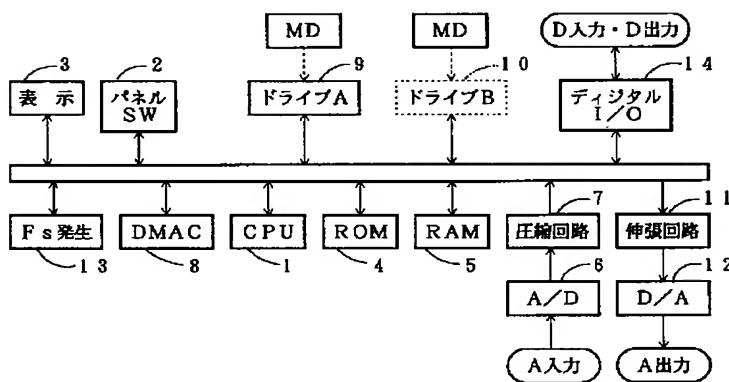 MD
MD
D入力・D出力
3
2
9
10
14
表 示
パネル
SW
ドライブA
ドライブB
ディジタル
I/O
7
11
Fs発生
DMAC
CPU
ROM
RAM
圧縮回路
伸張回路
13
8
1
4
5
6
12
A/D
D/A
A入力
A出力